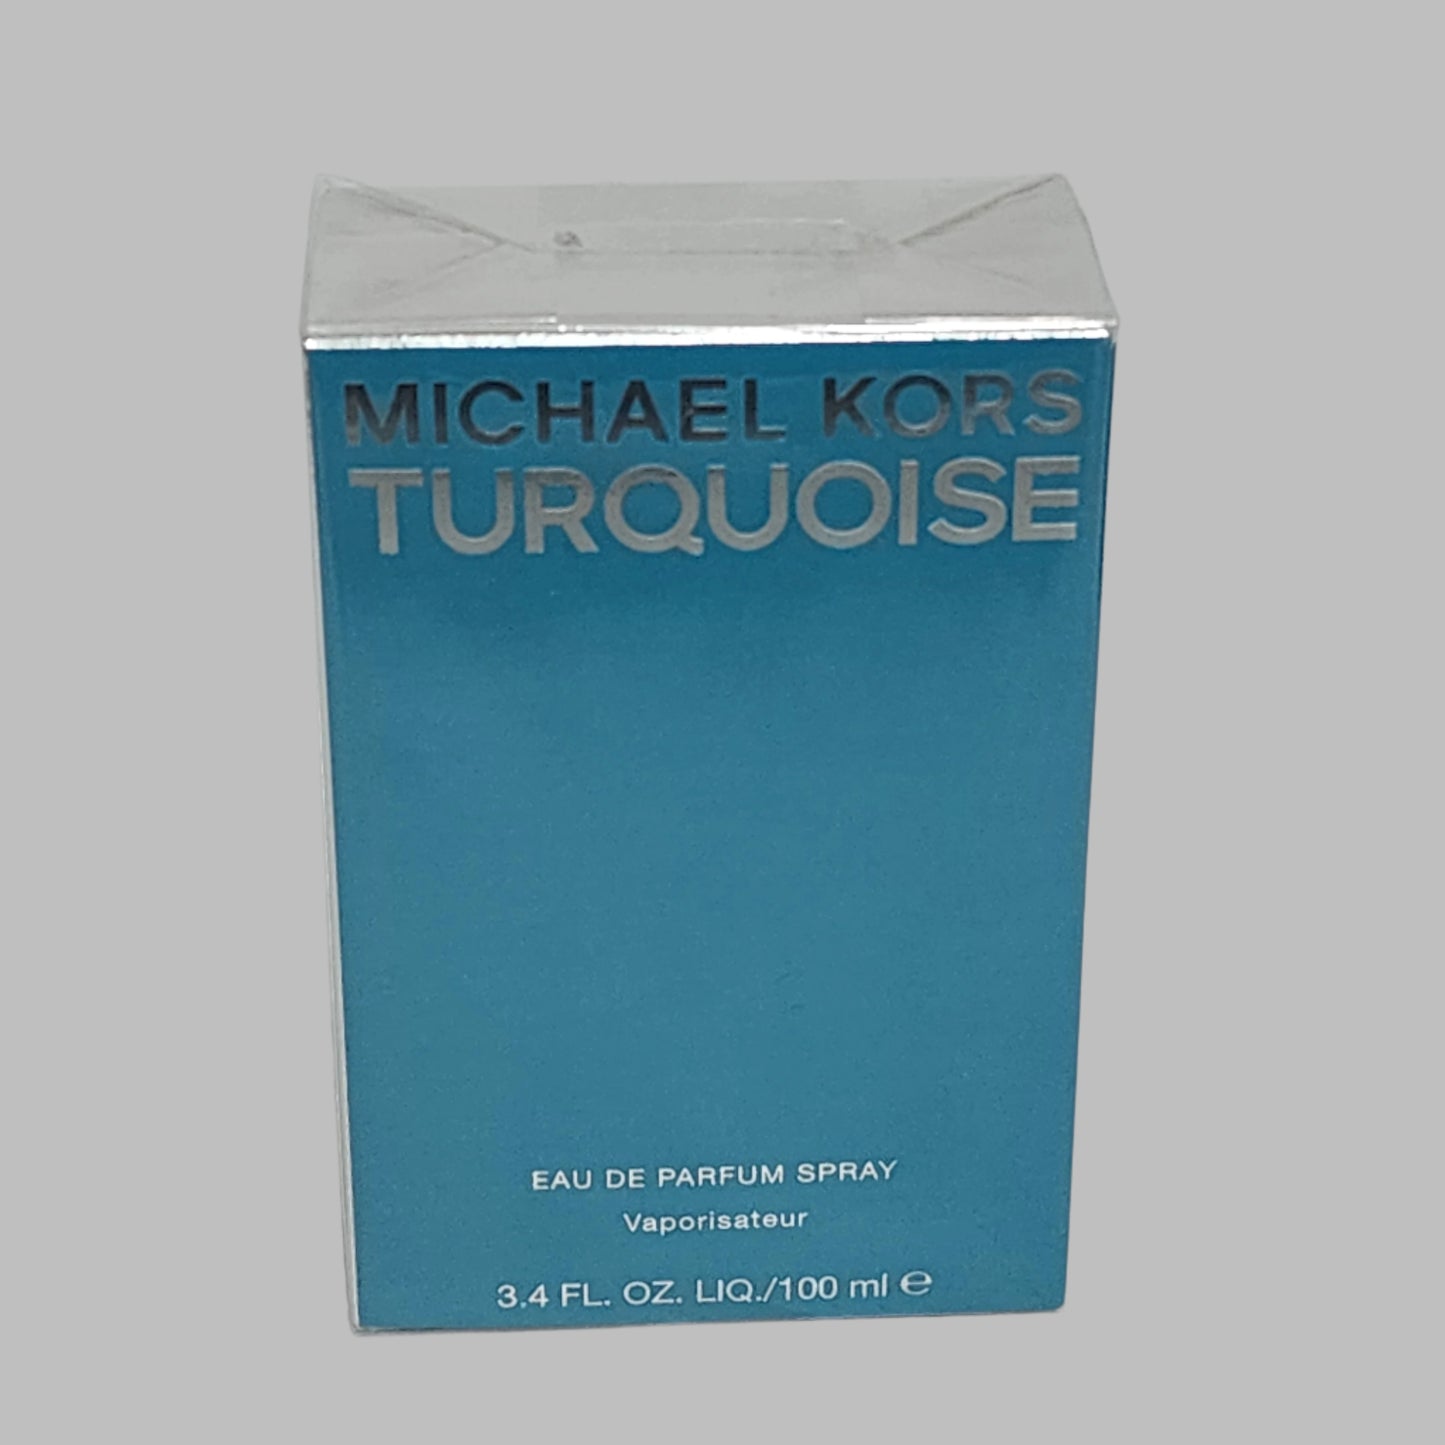 MICHAEL KORS
TURQUOISE
EAU DE PARFUM SPRAY
Vaporisateur
3.4 FL. OZ. LIQ./100 ml ℮